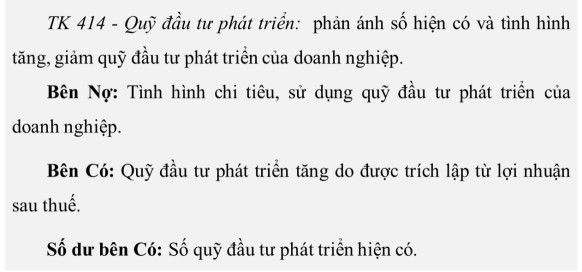 TK 414 - Quỹ đầu tư phát triển: phản ánh số hiện có và tình hình
tăng, giảm quỹ đầu tư phát triển của doanh nghiệp.
Bên Nợ: Tình hình chi tiêu, sử dụng quỹ đầu tư phát triển của
doanh nghiệp.
Bên Có: Quỹ đầu tư phát triển tăng do được trích lập từ lợi nhuận
sau thuế.
Số dư bên Có: Số quỹ đầu tư phát triển hiện có.